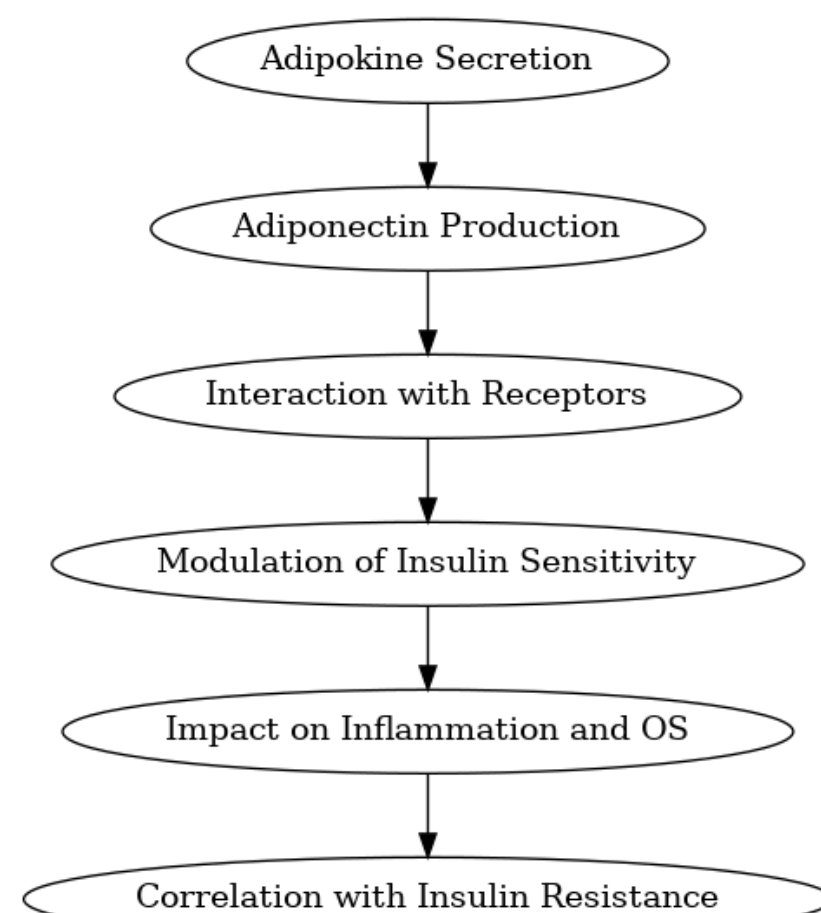 Adipokine Secretion
Adiponectin Production
Interaction with Receptors
Modulation of Insulin Sensitivity
Impact on Inflammation and OS
Correlation with Insulin Resistance